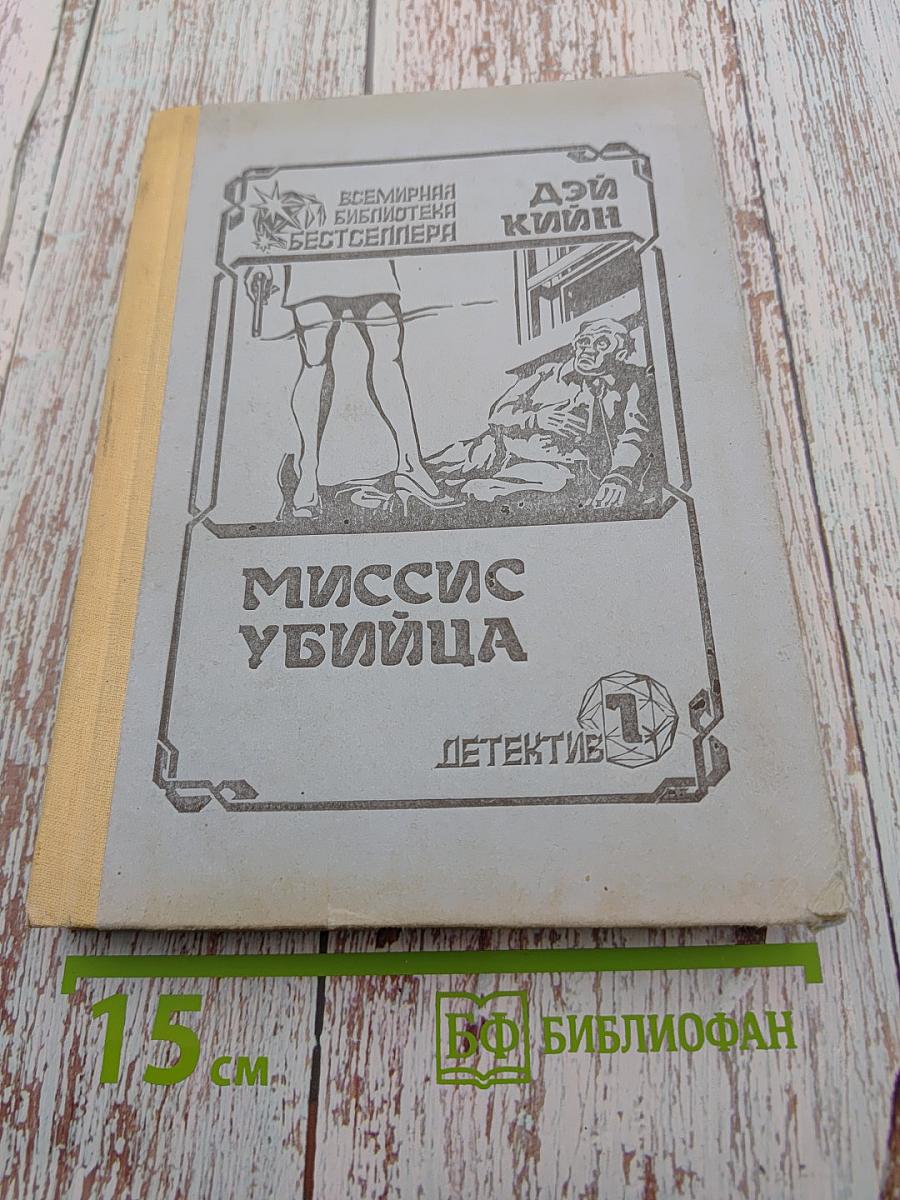 ВСЕМИРНАЯ
БИБЛИОТЕКА
БЕСТСЕЛЛЕРА
ДЭЙ
КИЙН
МИССИС
УБИЙЦА
ДЕТЕКТИВ
1
15 см
БФ БИБЛИОФАН